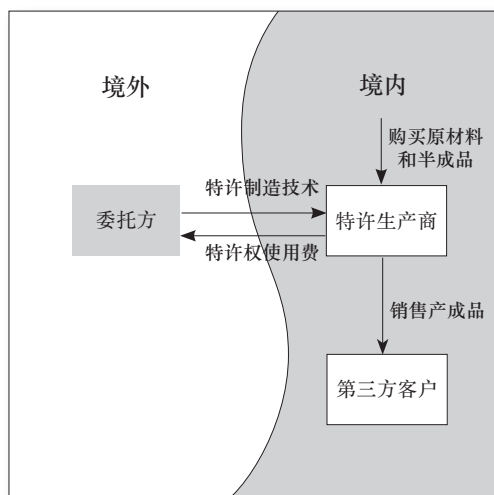 境外
境内
购买原材料
和半成品
特许制造技术
委托方
特许生产商
特许权使用费
销售产成品
第三方客户